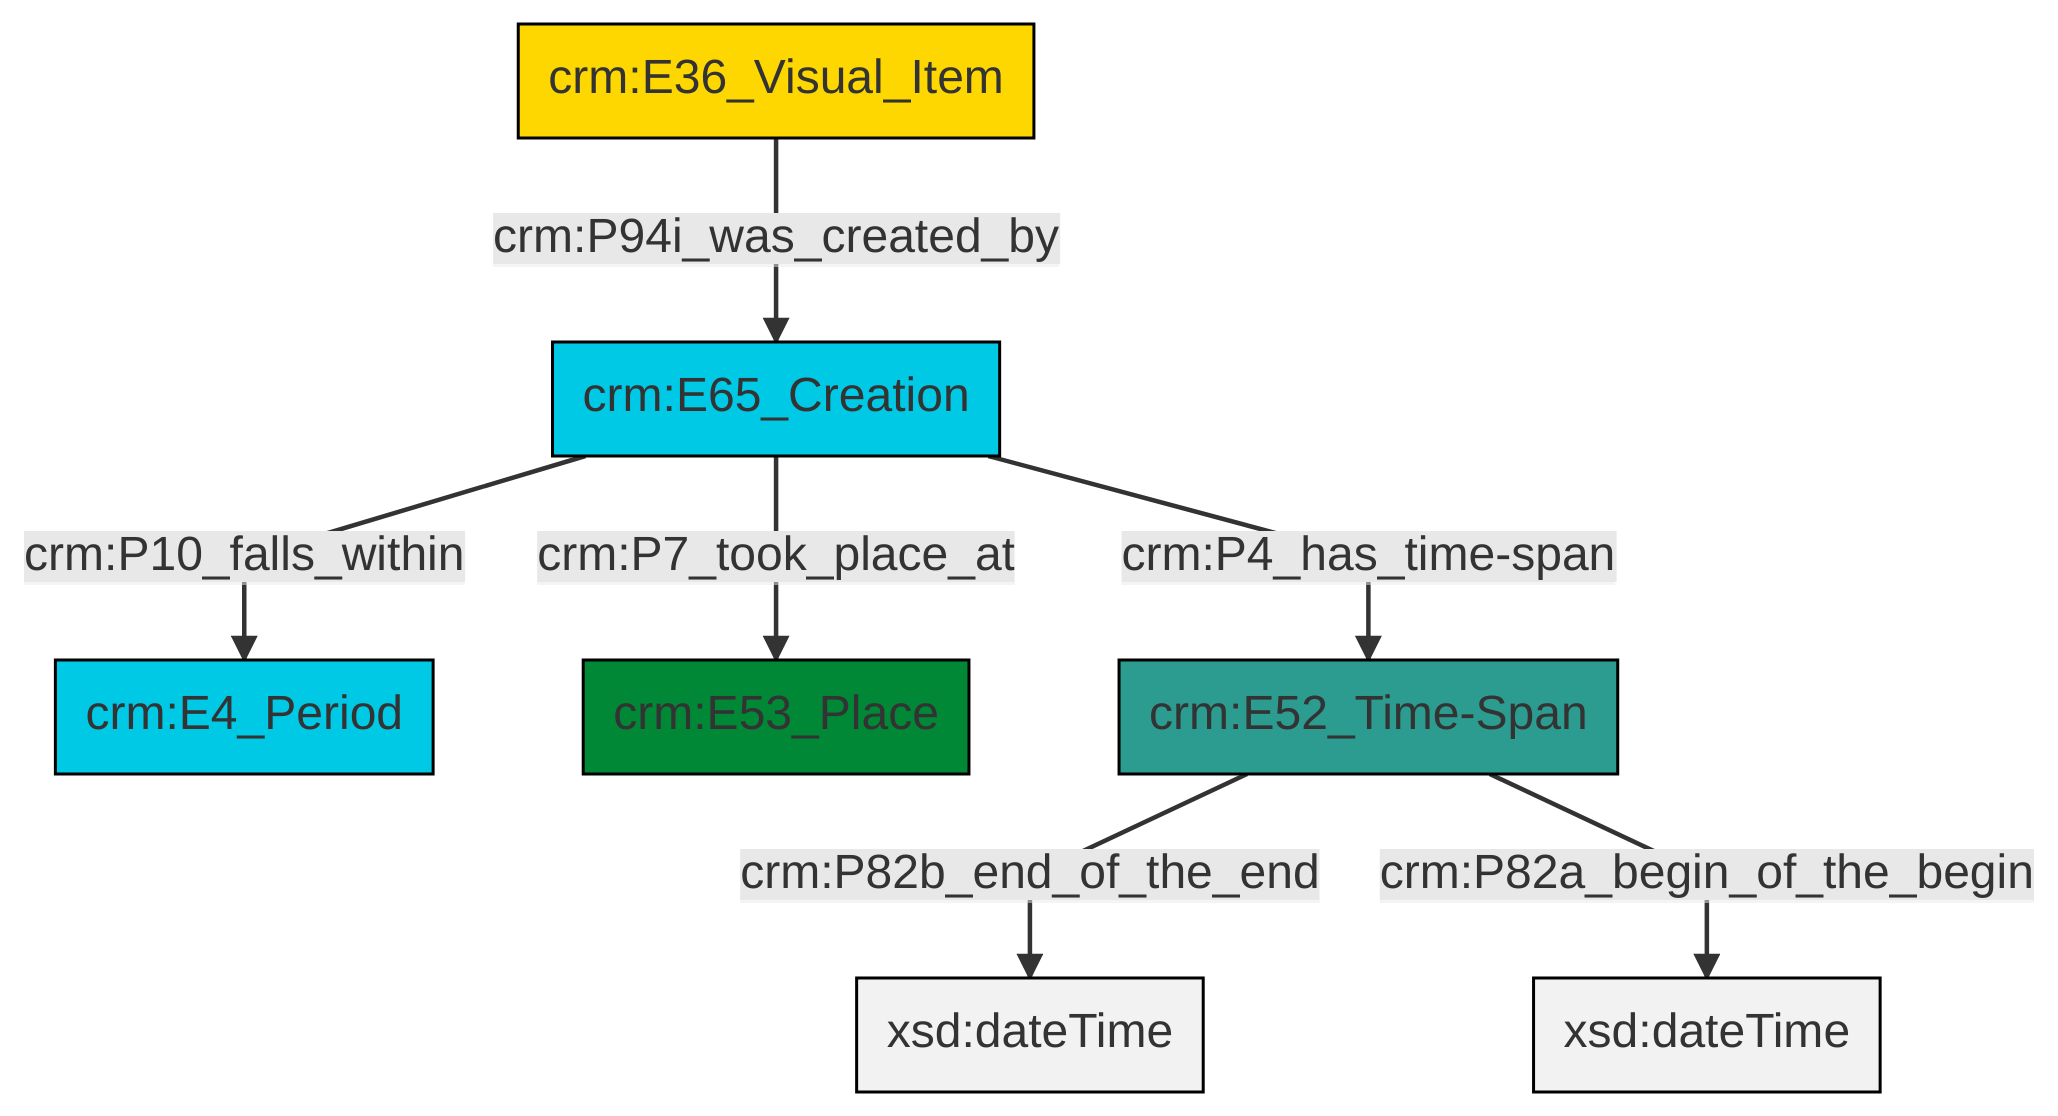 crm:E36_Visual_Item
crm:P94i_was_created_by
crm:E65_Creation
crm:P10_falls_within
crm:P7_took_place_at
crm:P4_has_time-span
crm:E4_Period
crm:E53_Place
crm:E52_Time-Span
crm:P82b_end_of_the_end
crm:P82a_begin_of_the_begin
xsd:dateTime
xsd:dateTime